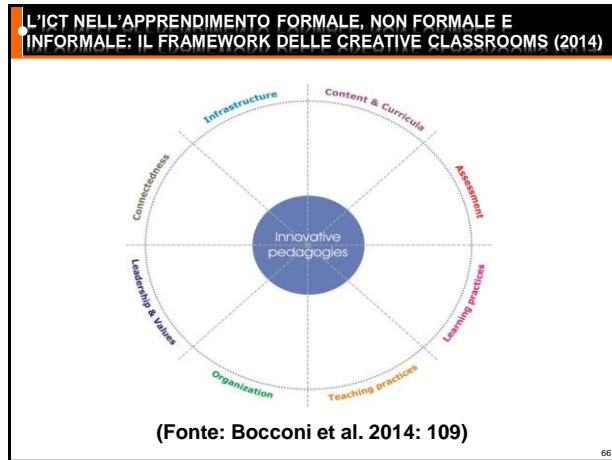 L'ICT NELL'APPRENDIMENTO FORMALE, NON FORMALE E
INFORMALE: IL FRAMEWORK DELLE CREATIVE CLASSROOMS (2014)
Infrastructure
Content & Curricula
Connectedness
Assessment
Innovative
pedagogies
Leadership & Values
Learning practices
Organization
Teaching practices
(Fonte: Bocconi et al. 2014: 109)
66